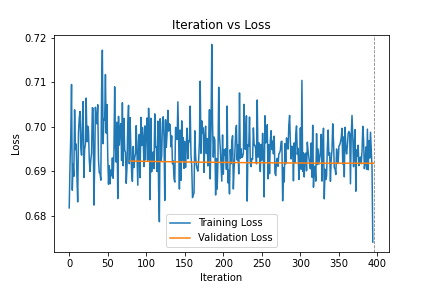 Iteration vs Loss
0.72
0.71
0.70
0.69
0.68
Loss
Training Loss
Validation Loss
0
50
100
150
200
250
300
350
400
Iteration